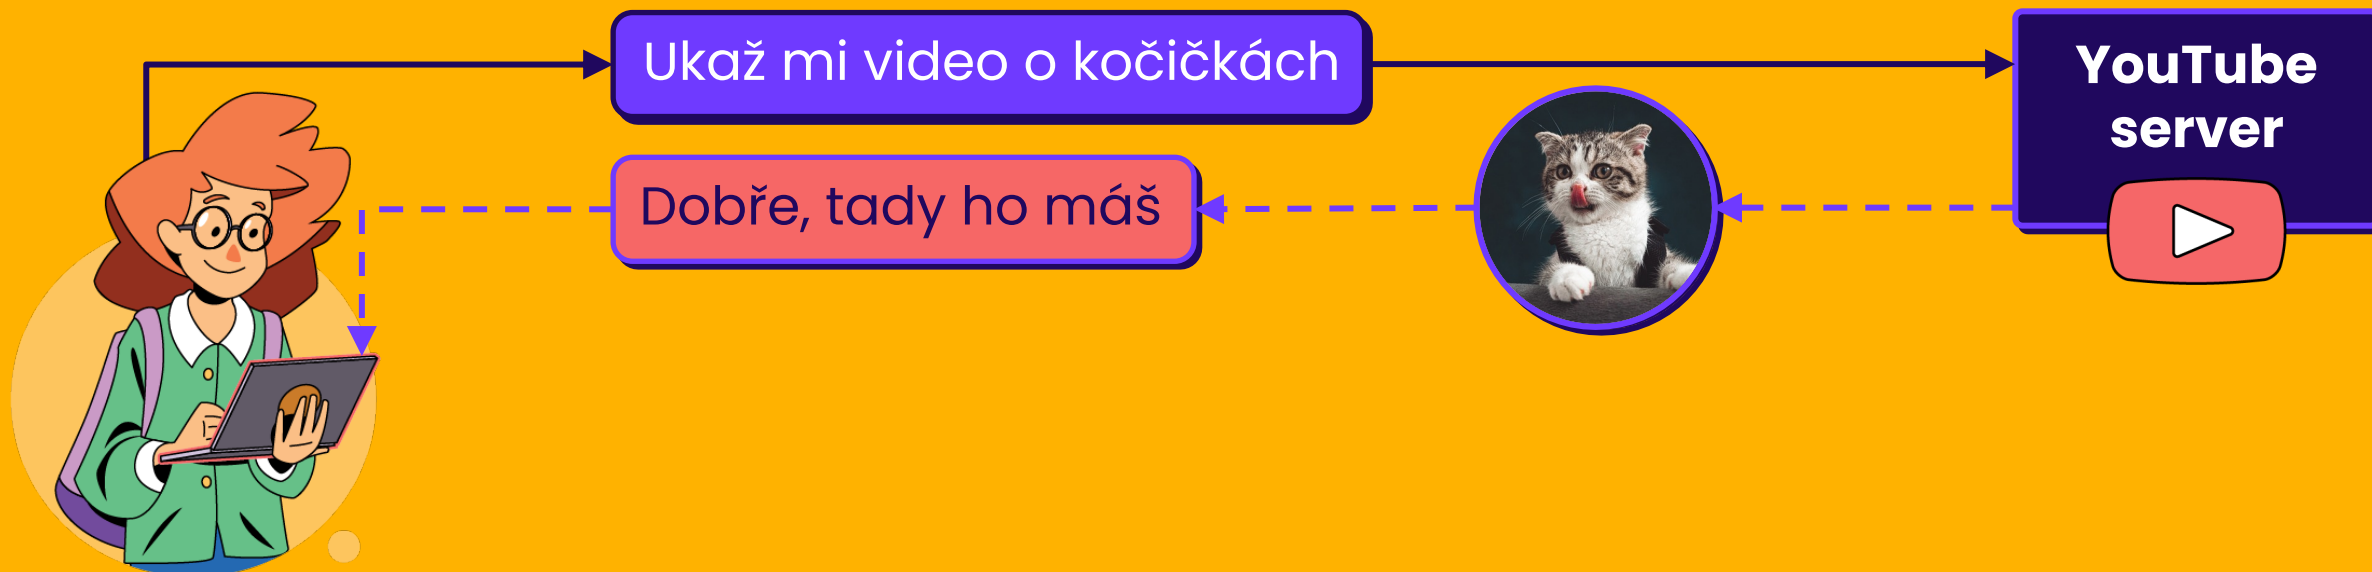 Ukaž mi video o kočičkách
YouTube
server
Dobře, tady ho máš